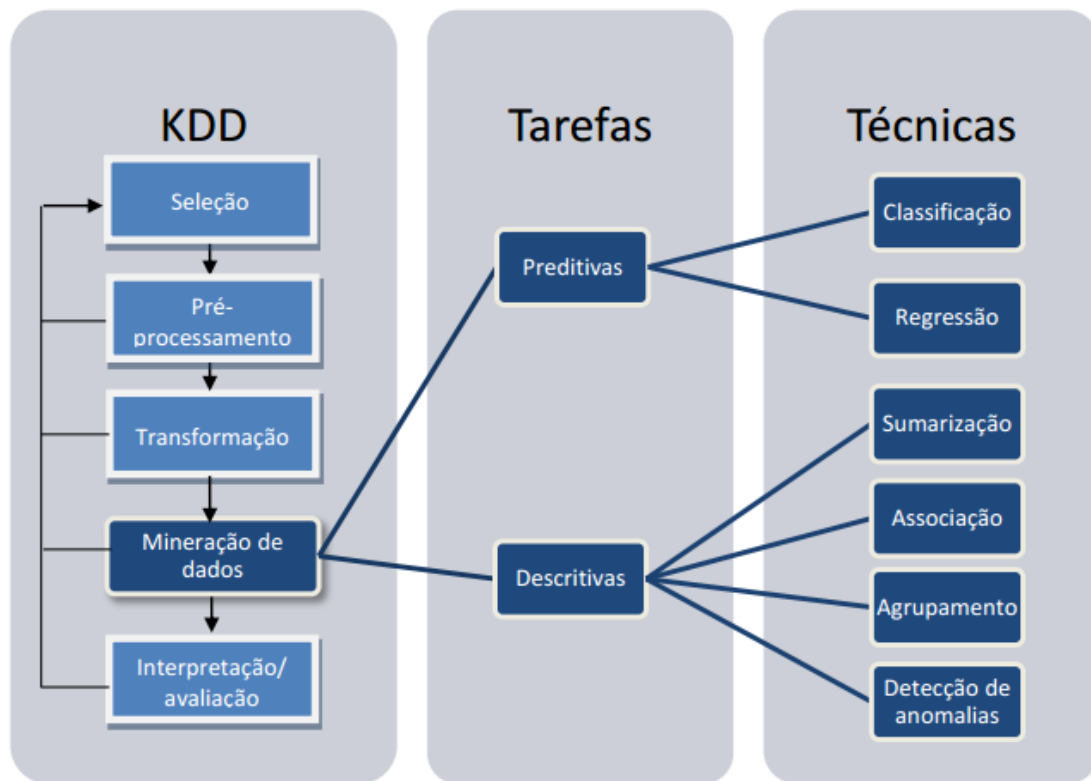 KDD
Seleção
Pré-
processamento
Transformação
Mineração de
dados
Interpretação/
avaliação
Tarefas
Preditivas
Descritivas
Técnicas
Classificação
Regressão
Sumarização
Associação
Agrupamento
Detecção de
anomalias